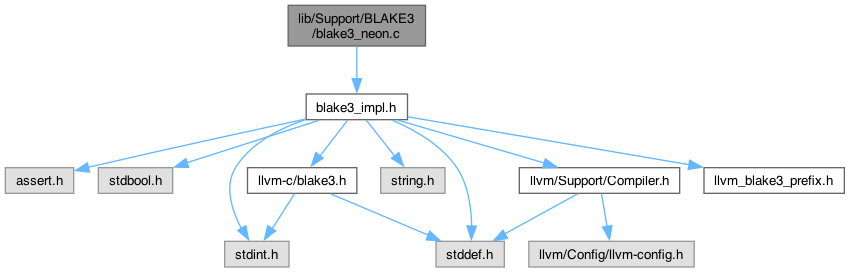 lib/Support/BLAKE3
/blake3_neon.c
blake3_impl.h
assert.h
stdbool.h
llvm-c/blake3.h
string.h
llvm/Support/Compiler.h
llvm_blake3_prefix.h
stdint.h
stddef.h
llvm/Config/llvm-config.h